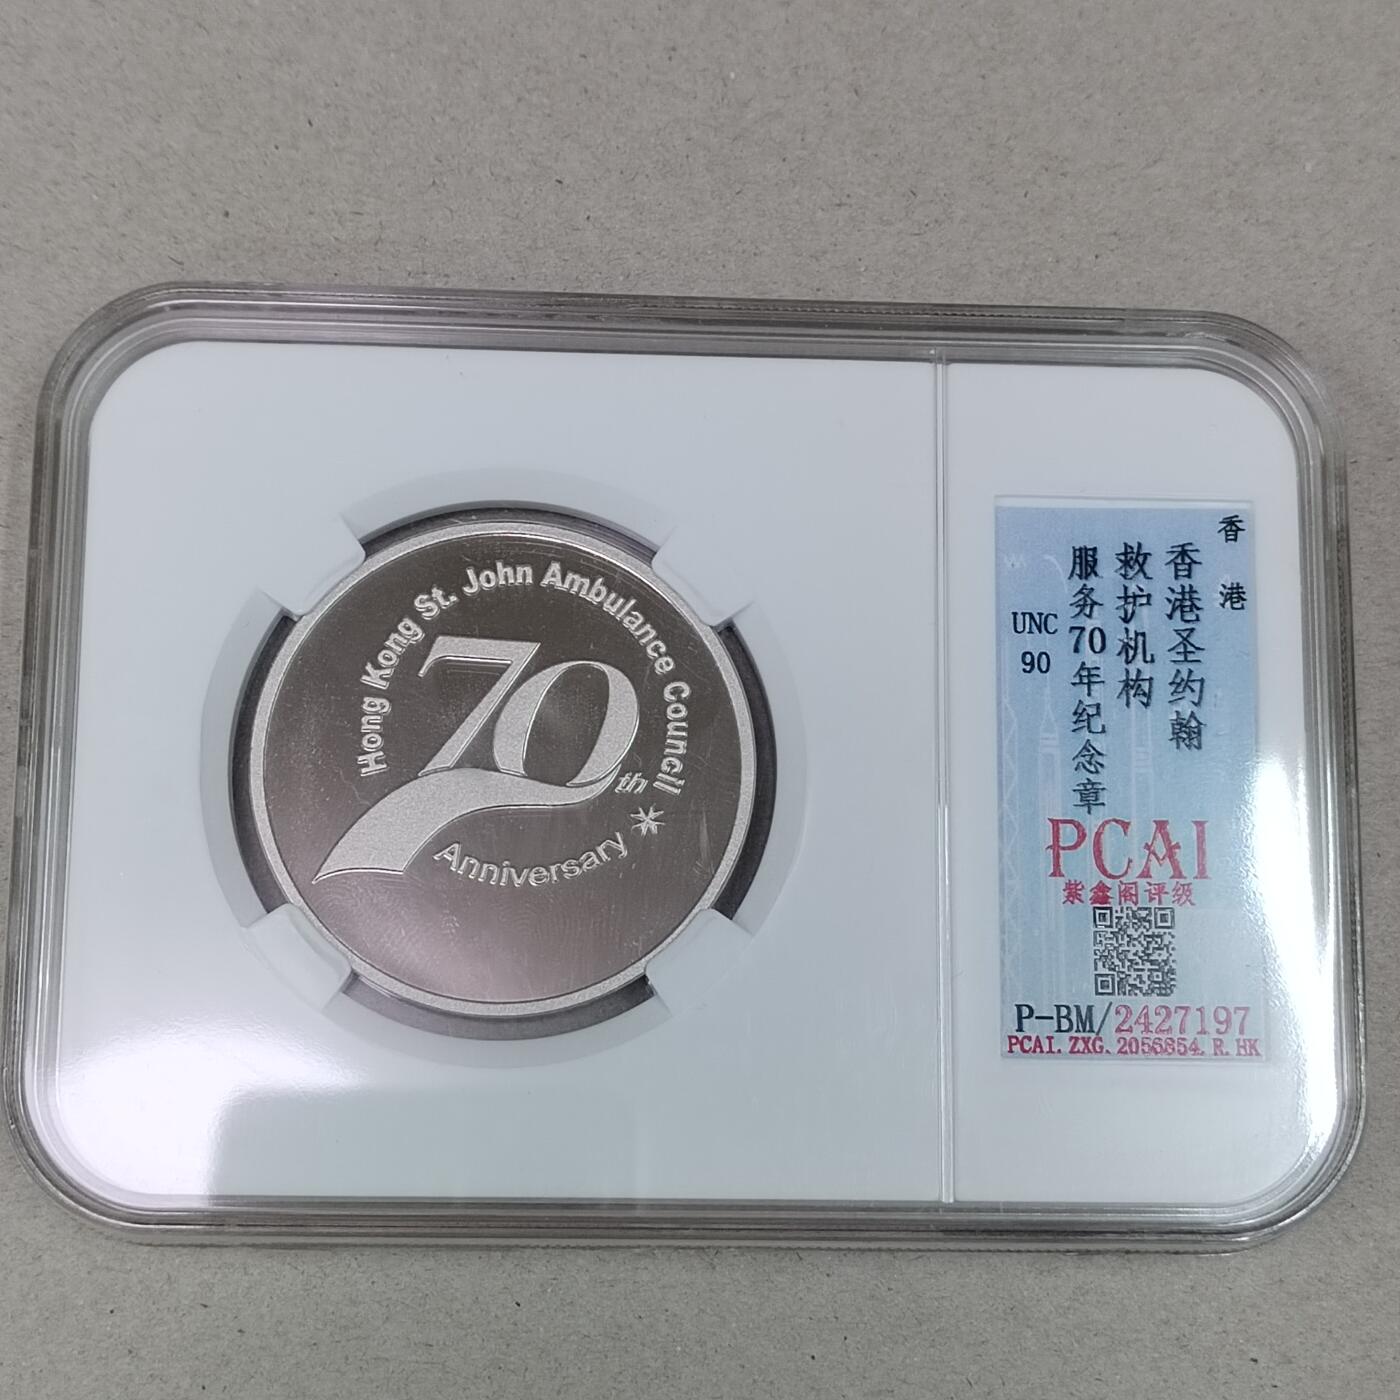 Hong Kong St. John Ambulance Council
70th
Anniversary
香港
香港圣约翰
救护机构
服务70年纪念章
UNC
90
PCAI
紫鑫阁评级
P-BM/2427197
PCAI. ZXG. 2056854. R. HK